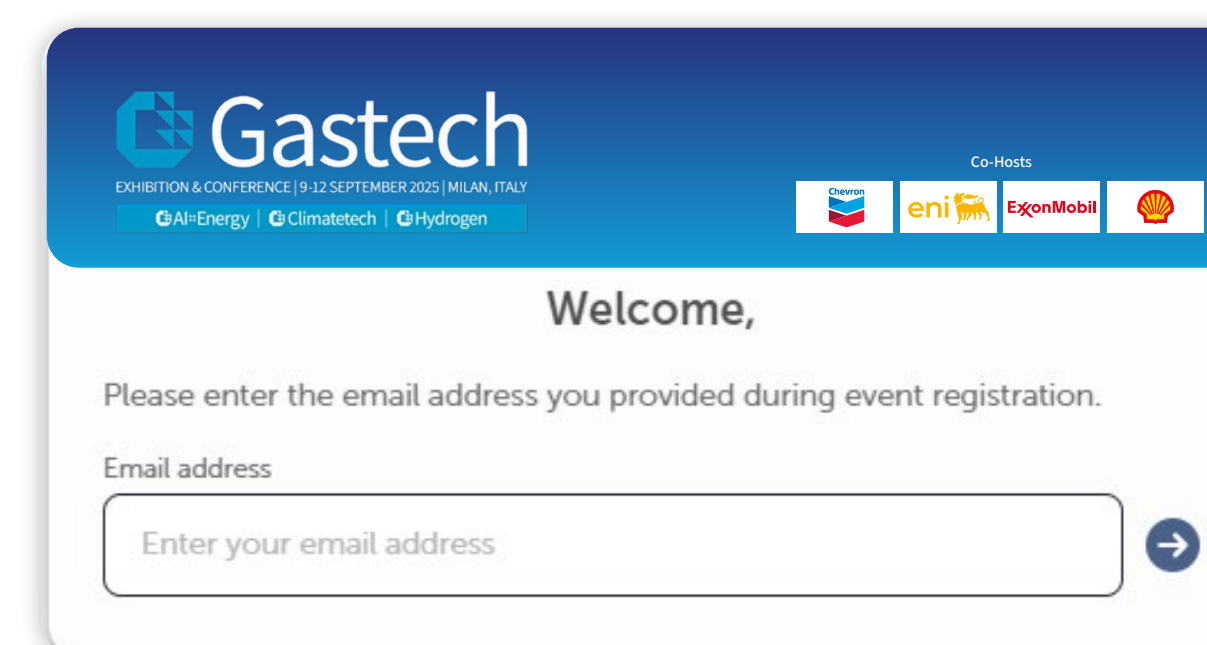 Gastech
EXHIBITION & CONFERENCE | 9-12 SEPTEMBER 2025 | MILAN, ITALY
AI::Energy | Climatetech | Hydrogen
Co-Hosts
Chevron
eni
ExxonMobil
Welcome,
Please enter the email address you provided during event registration.
Email address
Enter your email address